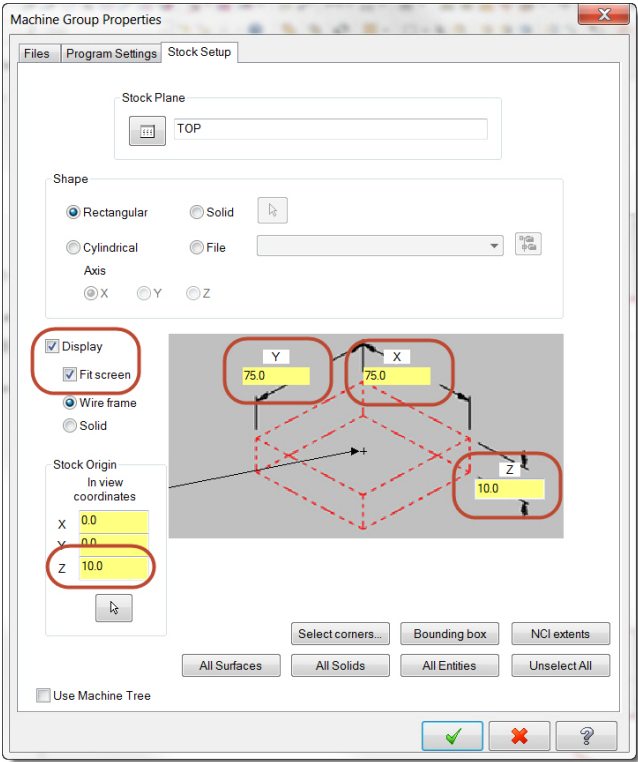 Machine Group Properties
X
Files Program Settings Stock Setup
Stock Plane
TOP
Shape
Rectangular Solid
Cylindrical File
Axis
X Y Z
Display
Fit screen
Wire frame
Solid
Y X
75.0 75.0
Z
10.0
Stock Origin
In view
coordinates
X 0.0
Y 0.0
Z 10.0
Select corners... Bounding box NCI extents
All Surfaces All Solids All Entities Unselect All
Use Machine Tree
?